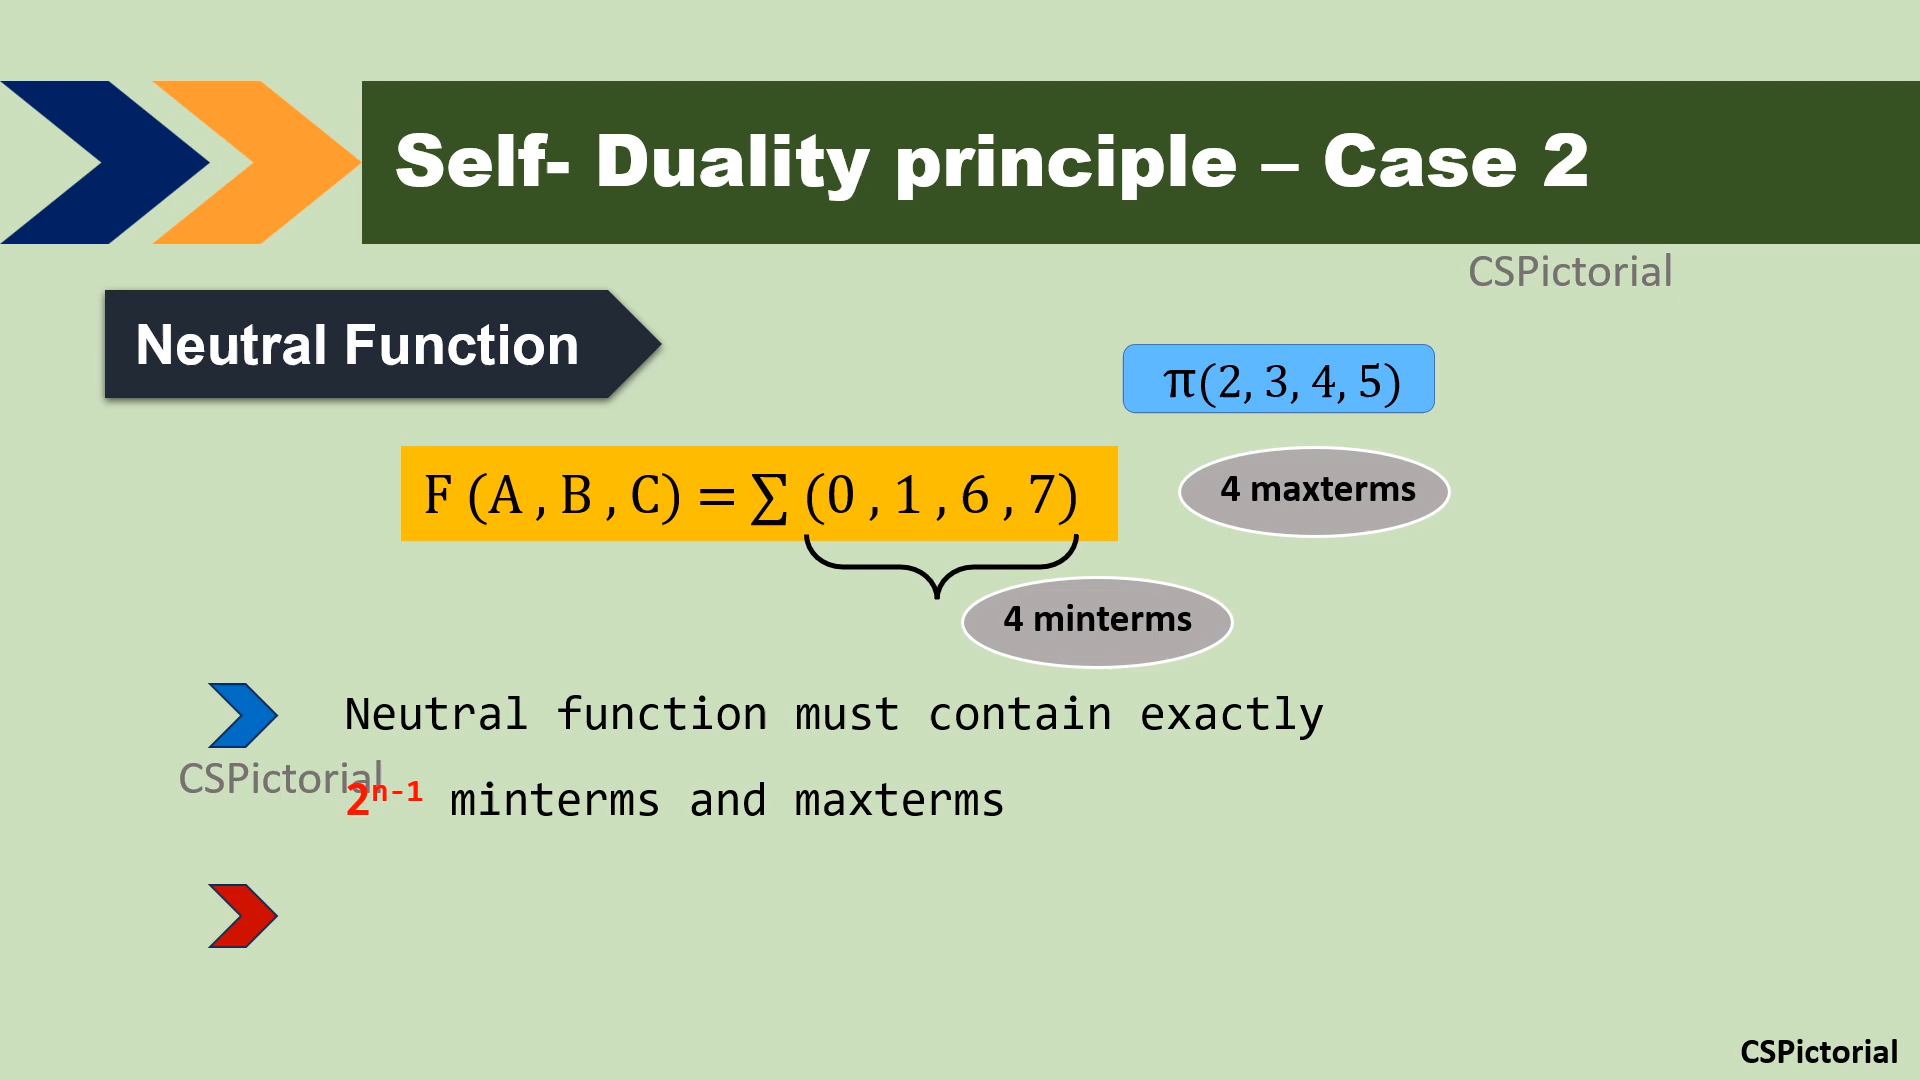 Self- Duality principle – Case 2
CSPictorial
Neutral Function
π(2, 3, 4, 5)
F (A , B , C) = ∑ (0 , 1 , 6 , 7)
4 maxterms
4 minterms
Neutral function must contain exactly
CSPictorial
2ⁿ⁻¹ minterms and maxterms
CSPictorial